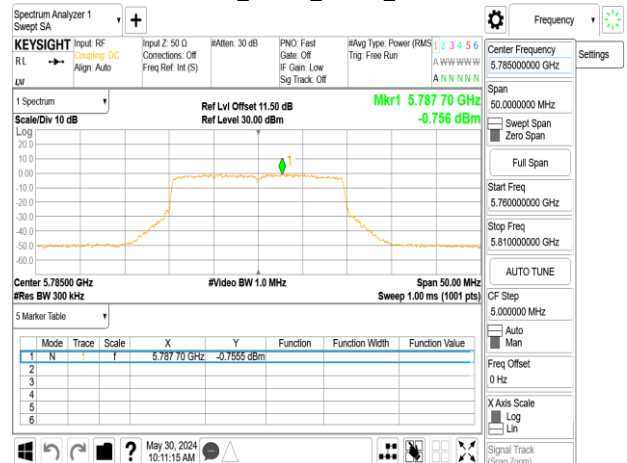 Spectrum Analyzer 1
Swept SA
Frequency
KEYSIGHT
Input: RF
Coupling: DC
Align: Auto
Input Z: 50 Ω
Corrections: Off
Freq Ref: Int (S)
#Atten: 30 dB
PNO: Fast
Gate: Off
IF Gain: Low
Sig Track: Off
#Avg Type: Power (RMS
Trig: Free Run
1 2 3 4 5 6
A W W W W W
A N N N N N
RL
LXI
Center Frequency
5.785000000 GHz
Settings
Span
50.0000000 MHz
Swept Span
Zero Span
Full Span
Start Freq
5.760000000 GHz
Stop Freq
5.810000000 GHz
AUTO TUNE
CF Step
5.000000 MHz
Auto
Man
Freq Offset
0 Hz
X Axis Scale
Log
Lin
Signal Track
(Span Zoom)
1 Spectrum
Scale/Div 10 dB
Ref Lvl Offset 11.50 dB
Ref Level 30.00 dBm
Mkr1 5.787 70 GHz
-0.756 dBm
Log
20.0
10.0
0.00
-10.0
-20.0
-30.0
-40.0
-50.0
-60.0
1
Center 5.78500 GHz
#Res BW 300 kHz
#Video BW 1.0 MHz
Span 50.00 MHz
Sweep 1.00 ms (1001 pts)
5 Marker Table
Mode Trace Scale X Y Function Function Width Function Value
1 N 1 f 5.787 70 GHz -0.7555 dBm
2
3
4
5
6
?
May 30, 2024
10:11:15 AM